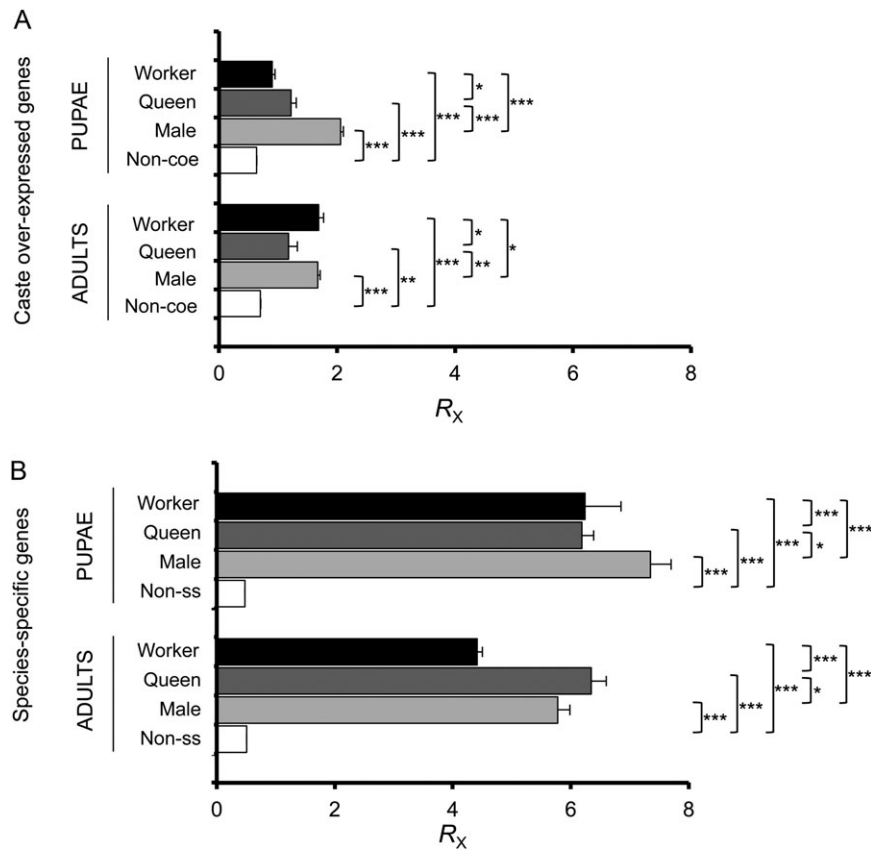 A
Caste over-expressed genes
PUPAE
Worker
Queen
Male
Non-coe
*** *** *** * *** ***
ADULTS
Worker
Queen
Male
Non-coe
*** ** *** * ** *
0 2 4 6 8
RX
B
Species-specific genes
PUPAE
Worker
Queen
Male
Non-ss
*** *** *** *** * ***
ADULTS
Worker
Queen
Male
Non-ss
*** *** *** *** * ***
0 2 4 6 8
RX